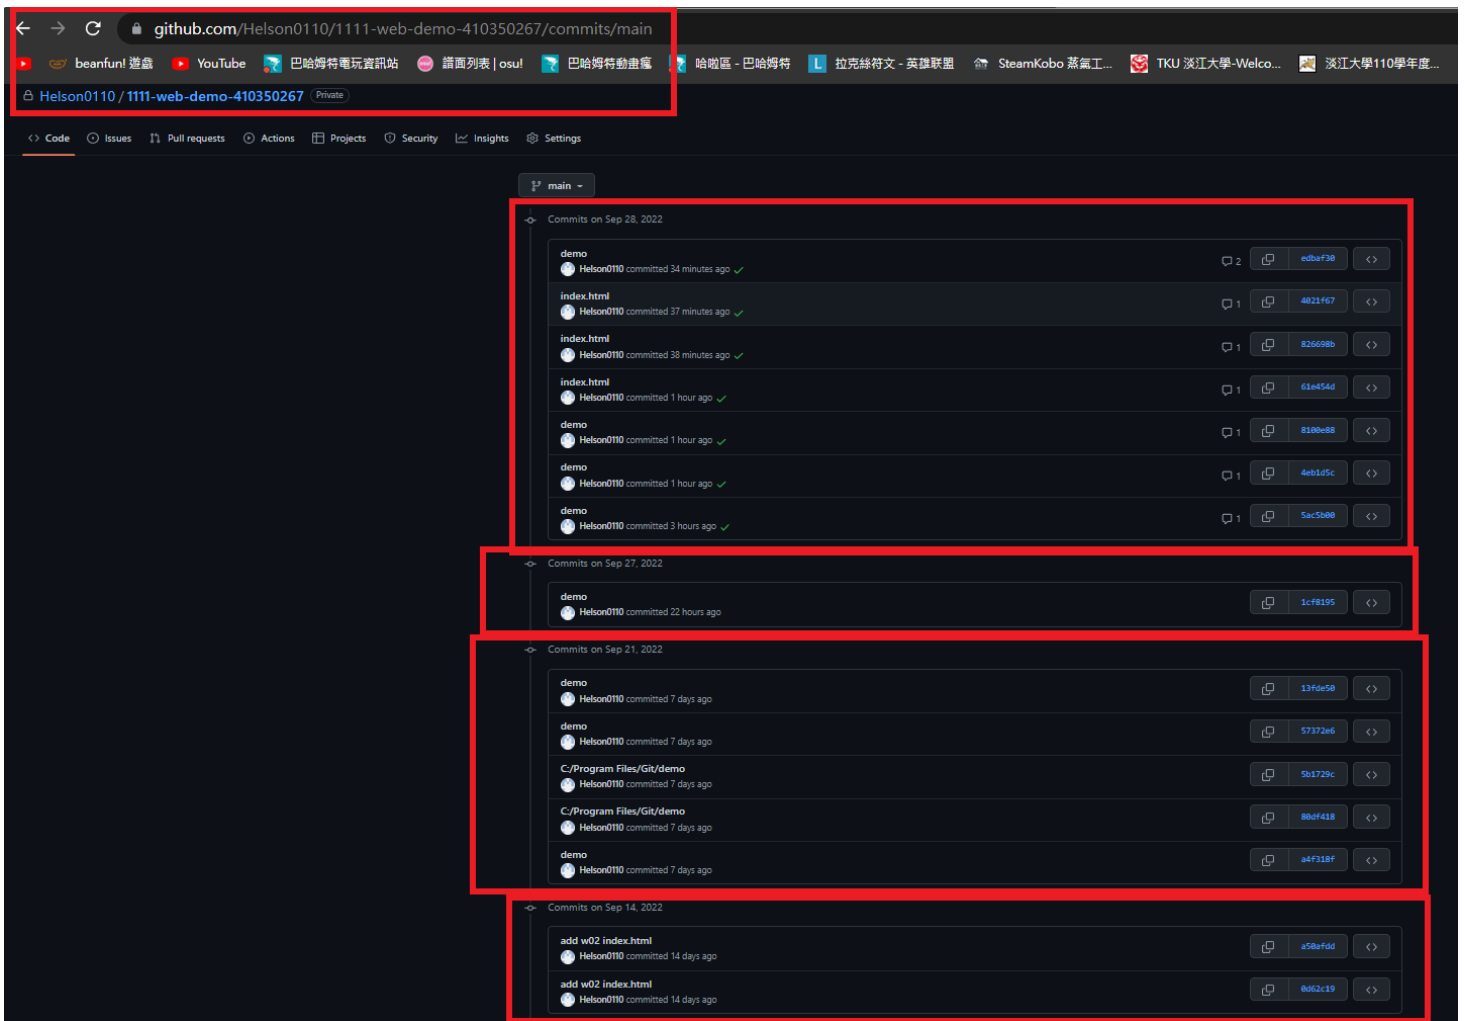 github.com/Helson0110/1111-web-demo-410350267/commits/main
beanfun! 遊戲 YouTube 巴哈姆特電玩資訊站 譜面列表 | osu! 巴哈姆特動畫瘋 哈啦區 - 巴哈姆特 拉克絲符文 - 英雄联盟 SteamKobo 蒸氣工... TKU 淡江大學-Welco... 淡江大學110學年度...
Helson0110 / 1111-web-demo-410350267 Private
Code Issues Pull requests Actions Projects Security Insights Settings
main
Commits on Sep 28, 2022
demo
Helson0110 committed 34 minutes ago 2 edbaf30
index.html
Helson0110 committed 37 minutes ago 1 4021f67
index.html
Helson0110 committed 38 minutes ago 1 826698b
index.html
Helson0110 committed 1 hour ago 1 61e454d
demo
Helson0110 committed 1 hour ago 1 8100e88
demo
Helson0110 committed 1 hour ago 1 4eb1d5c
demo
Helson0110 committed 3 hours ago 1 5ac5b00
Commits on Sep 27, 2022
demo
Helson0110 committed 22 hours ago 1cf8195
Commits on Sep 21, 2022
demo
Helson0110 committed 7 days ago 13fde50
demo
Helson0110 committed 7 days ago 57372e6
C:/Program Files/Git/demo
Helson0110 committed 7 days ago 5b1729c
C:/Program Files/Git/demo
Helson0110 committed 7 days ago 80df418
demo
Helson0110 committed 7 days ago a4f318f
Commits on Sep 14, 2022
add w02 index.html
Helson0110 committed 14 days ago a50afdd
add w02 index.html
Helson0110 committed 14 days ago 0d62c19